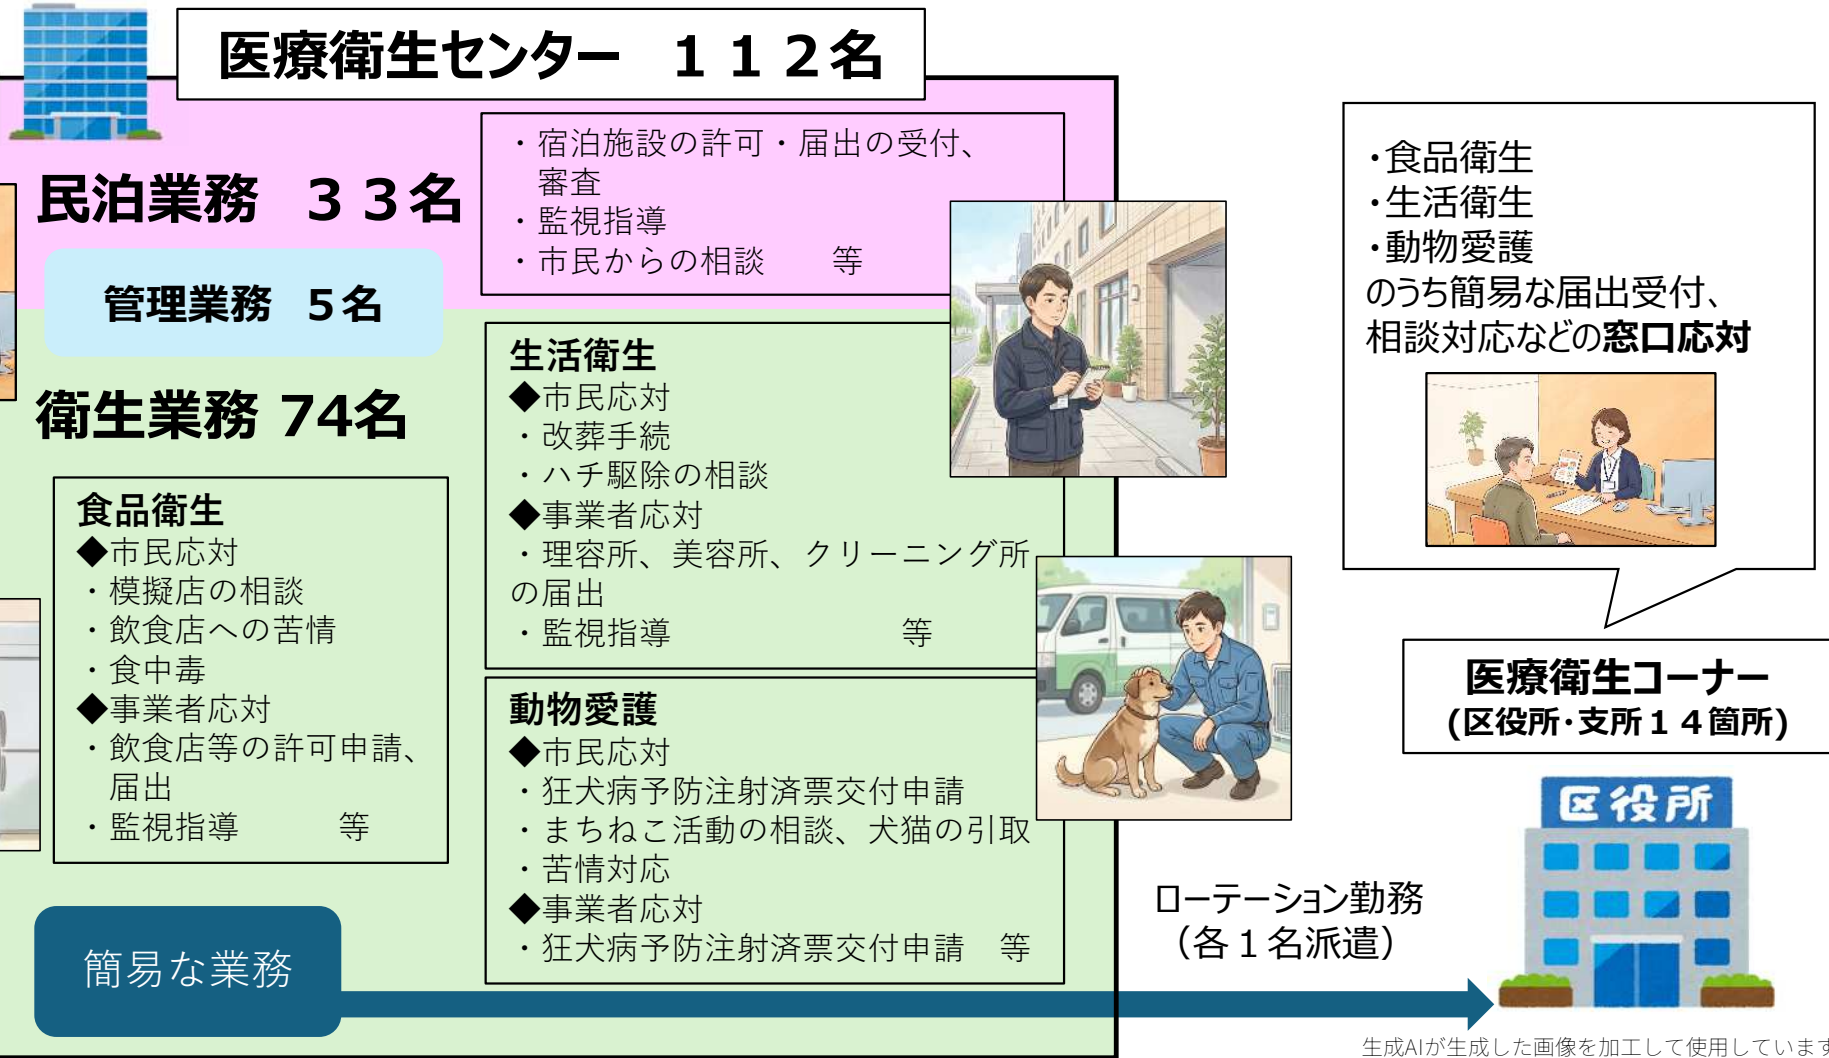 医療衛生センター　１１２名
民泊業務　３３名
・宿泊施設の許可・届出の受付、
審査
・監視指導
・市民からの相談　　等
管理業務　５名
衛生業務 74名
食品衛生
◆市民応対
・模擬店の相談
・飲食店への苦情
・食中毒
◆事業者応対
・飲食店等の許可申請、
届出
・監視指導　　　等
生活衛生
◆市民応対
・改葬手続
・ハチ駆除の相談
◆事業者応対
・理容所、美容所、クリーニング所
の届出
・監視指導　　　　　　　等
動物愛護
◆市民応対
・狂犬病予防注射済票交付申請
・まちねこ活動の相談、犬猫の引取
・苦情対応
◆事業者応対
・狂犬病予防注射済票交付申請　等
簡易な業務
ローテーション勤務
（各１名派遣）
・食品衛生
・生活衛生
・動物愛護
のうち簡易な届出受付、
相談対応などの窓口応対
医療衛生コーナー
(区役所・支所１４箇所)
区役所
生成AIが生成した画像を加工して使用しています